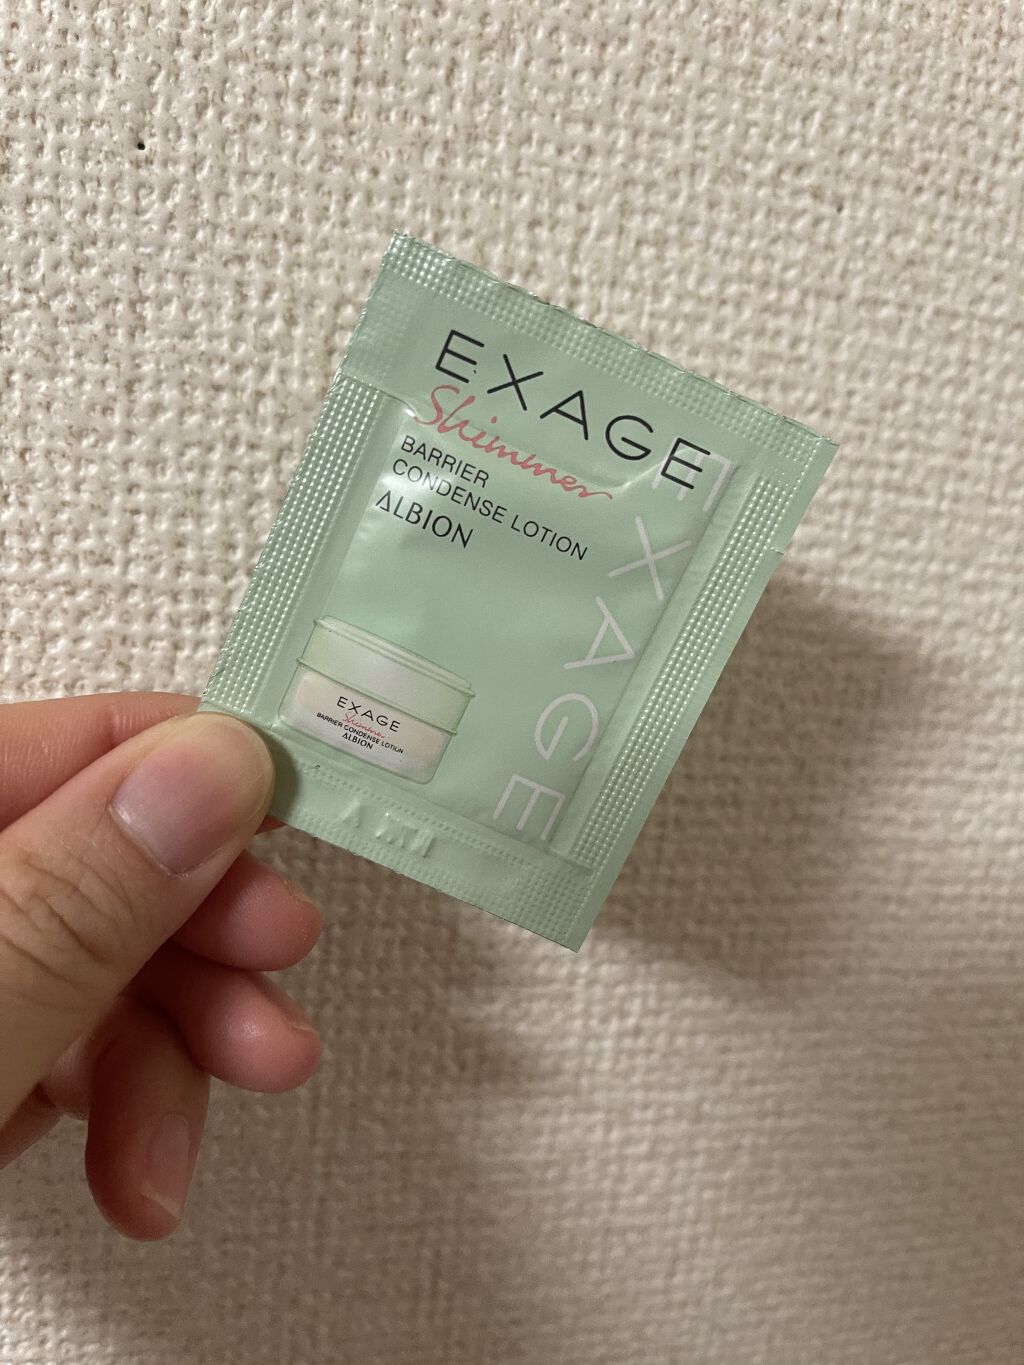 EXAGE
Shimmer
BARRIER
CONDENSE LOTION
ALBION
EXAGE
EXAGE
Shimmer
BARRIER CONDENSE LOTION
ALBION